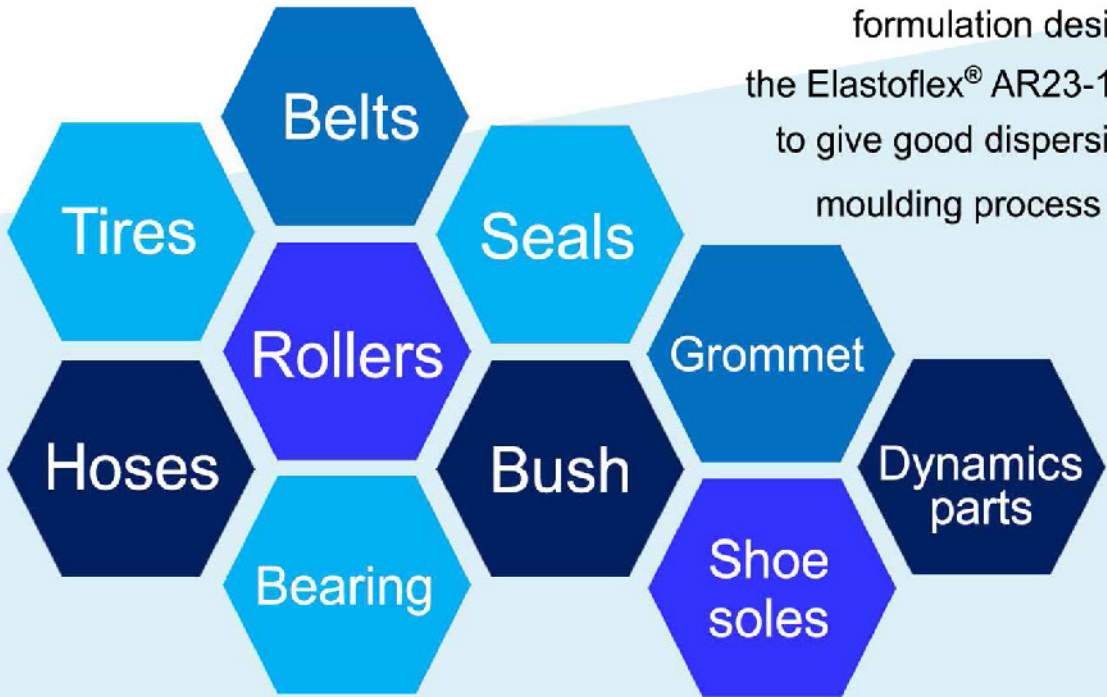 formulation desi
the Elastoflex® AR23-1
to give good dispersi
moulding process
Belts
Tires
Seals
Rollers
Grommet
Hoses
Bush
Dynamics
parts
Bearing
Shoe
soles